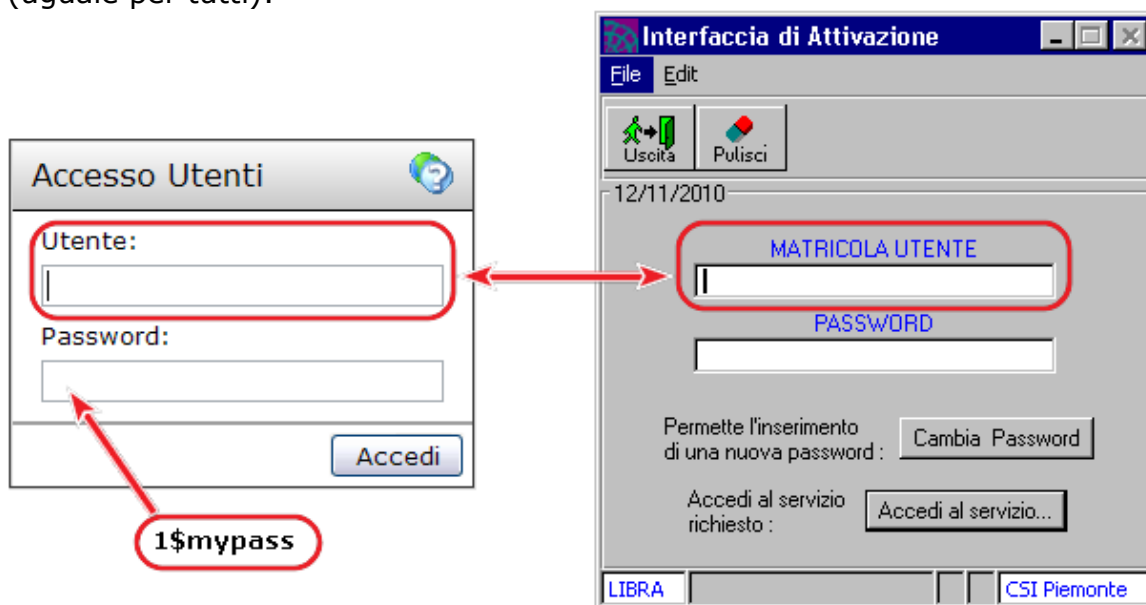 (uguale per tutti).
Accesso Utenti
Utente:
Password:
Accedi
1$mypass
Interfaccia di Attivazione
File Edit
Uscita Pulisci
12/11/2010
MATRICOLA UTENTE
PASSWORD
Permette l'inserimento
di una nuova password :
Cambia Password
Accedi al servizio
richiesto :
Accedi al servizio...
LIBRA
CSI Piemonte